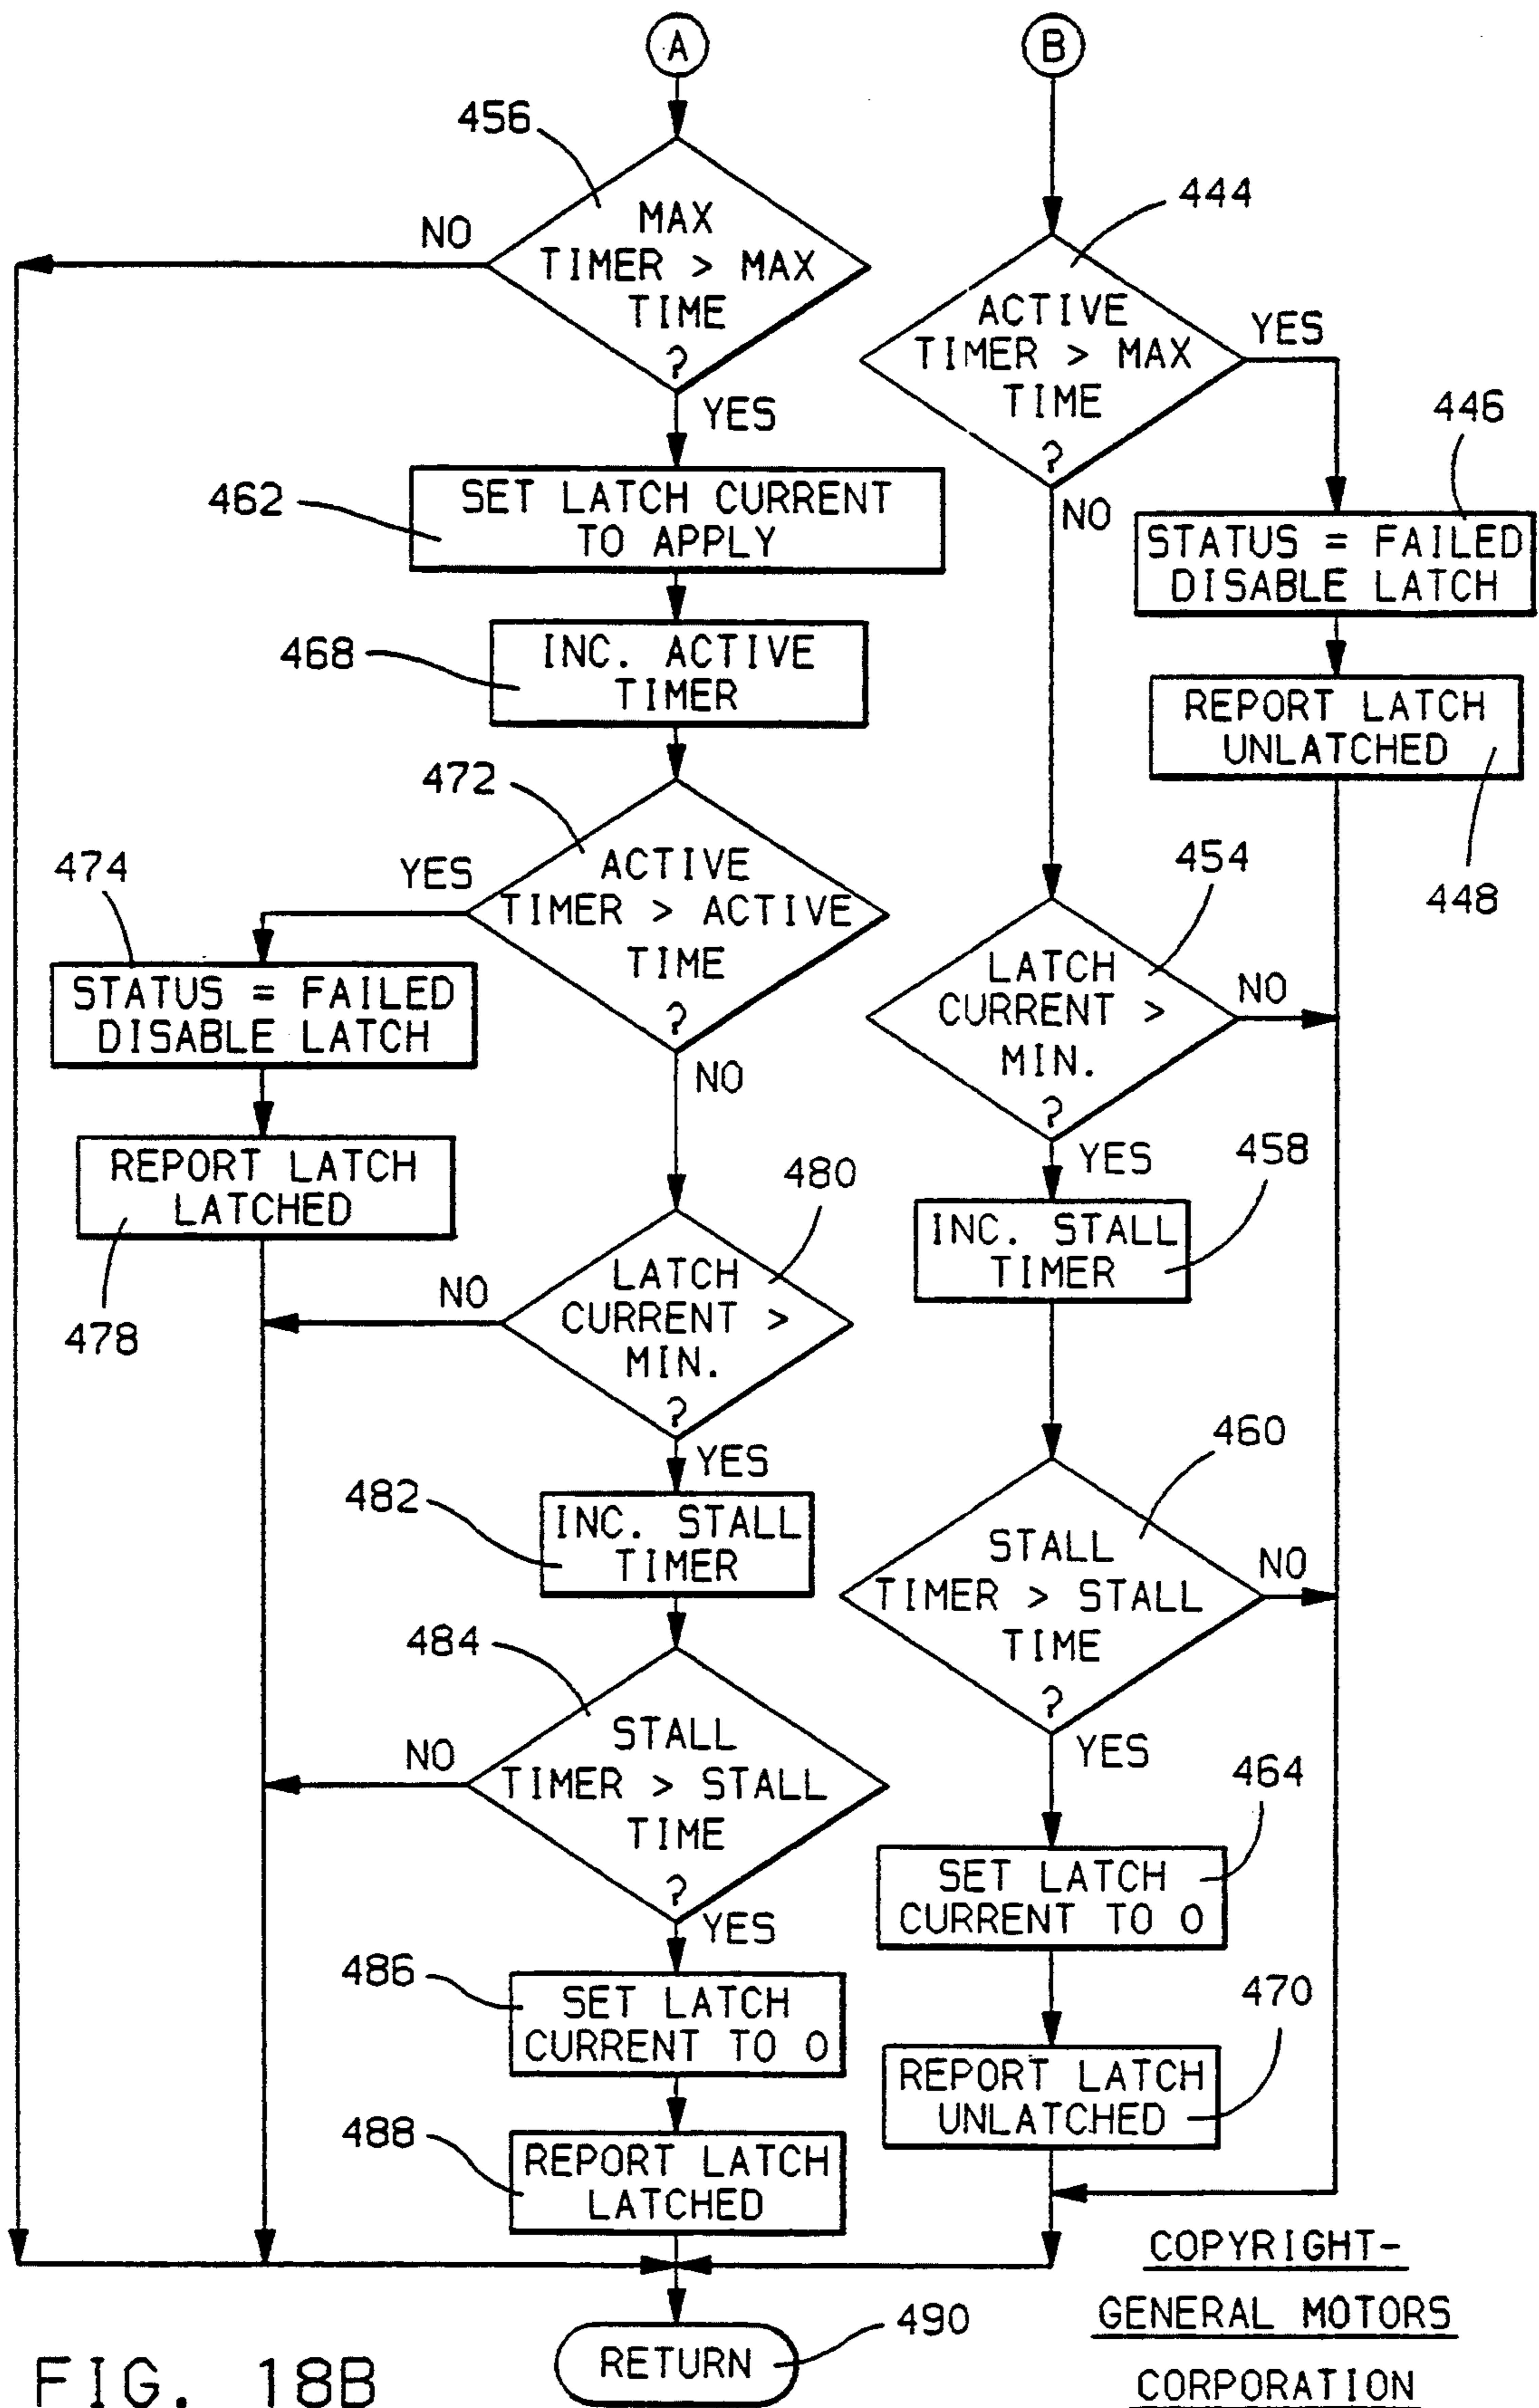 A
B
456
MAX
TIMER > MAX
TIME
?
NO
YES
444
ACTIVE
TIMER > MAX
TIME
?
YES
NO
462
SET LATCH CURRENT
TO APPLY
446
STATUS = FAILED
DISABLE LATCH
468
INC. ACTIVE
TIMER
REPORT LATCH
UNLATCHED
448
472
ACTIVE
TIMER > ACTIVE
TIME
?
YES
NO
474
STATUS = FAILED
DISABLE LATCH
454
LATCH
CURRENT >
MIN.
?
NO
YES
REPORT LATCH
LATCHED
478
480
LATCH
CURRENT >
MIN.
?
NO
YES
458
INC. STALL
TIMER
482
INC. STALL
TIMER
460
STALL
TIMER > STALL
TIME
?
NO
YES
484
STALL
TIMER > STALL
TIME
?
NO
YES
464
SET LATCH
CURRENT TO 0
486
SET LATCH
CURRENT TO 0
470
REPORT LATCH
UNLATCHED
488
REPORT LATCH
LATCHED
RETURN
490
COPYRIGHT-
GENERAL MOTORS
CORPORATION
FIG. 18B